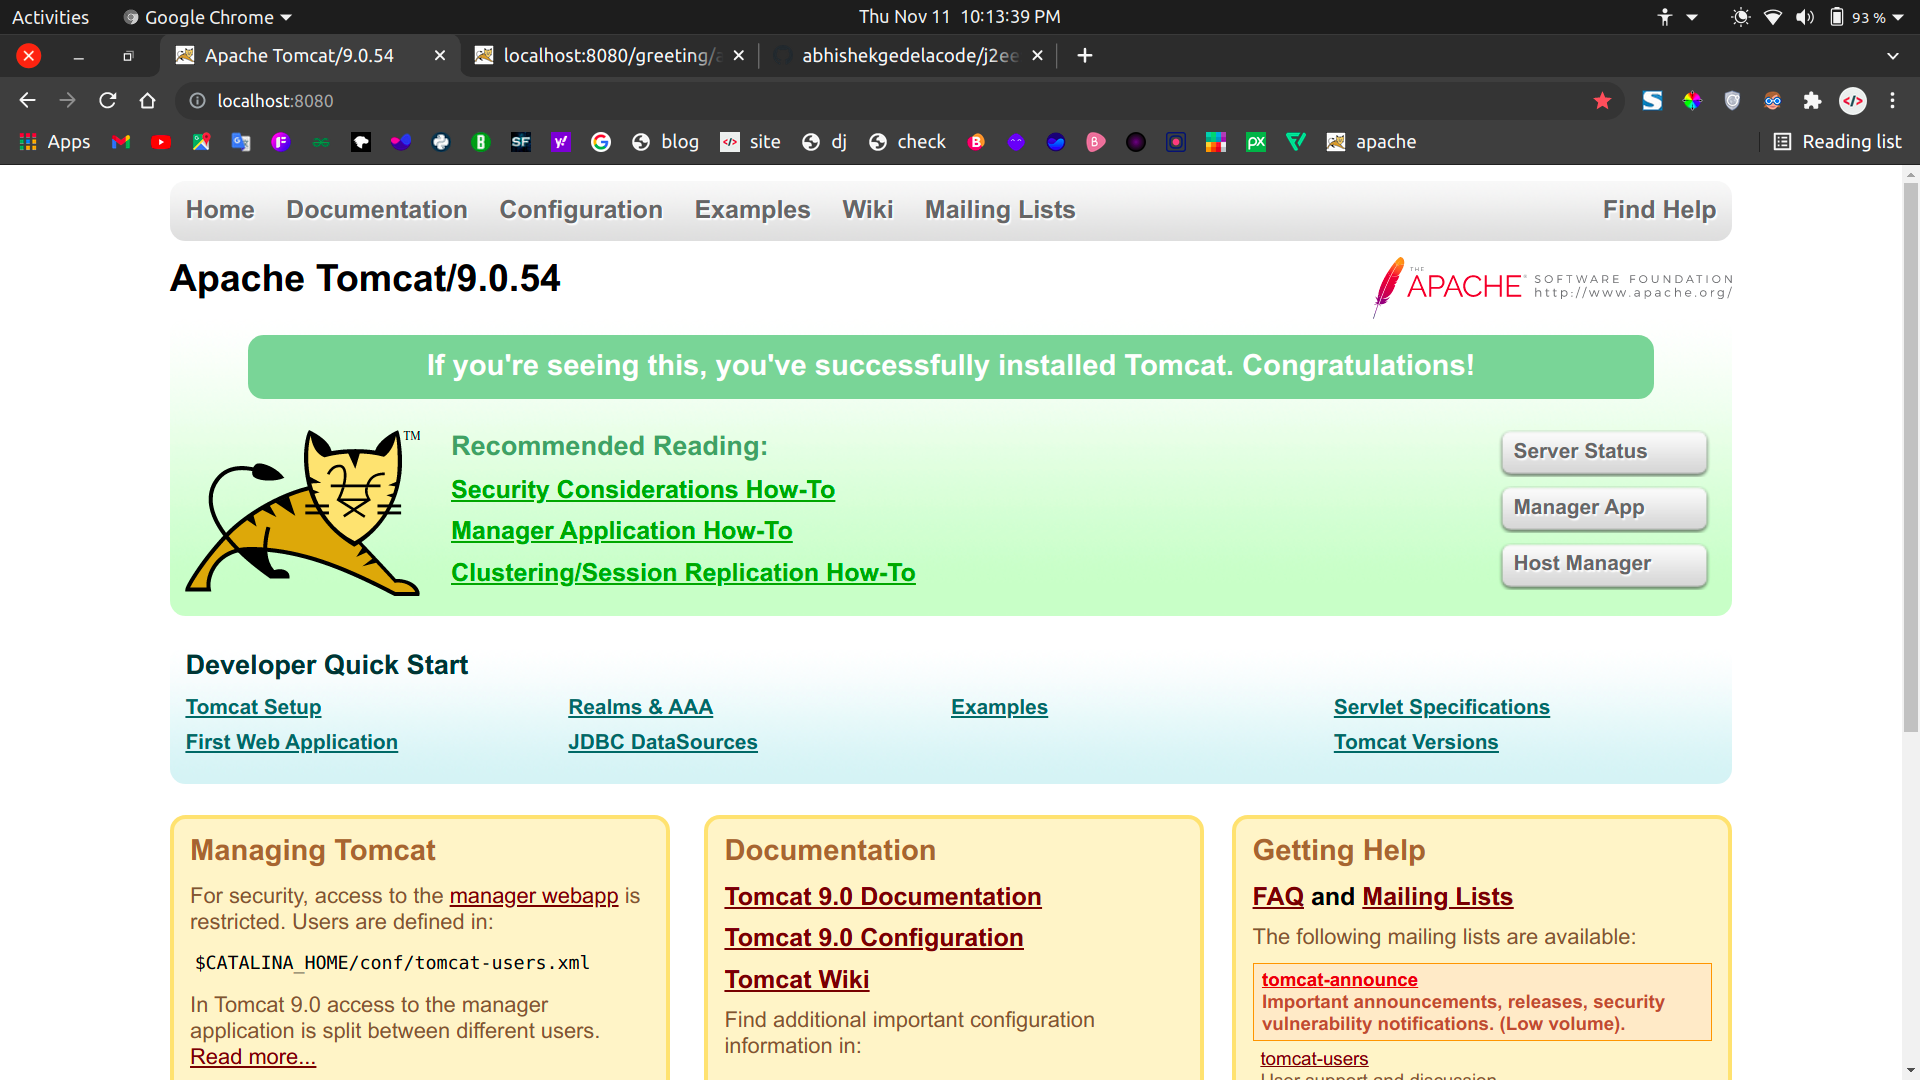 Activities
Google Chrome
Thu Nov 11 10:13:39 PM
93 %
Apache Tomcat/9.0.54
localhost:8080/greeting/
abhishekgedelacode/j2ee
localhost:8080
Apps
SF
y!
blog
site
dj
check
B
px
apache
Reading list
Home
Documentation
Configuration
Examples
Wiki
Mailing Lists
Find Help
Apache Tomcat/9.0.54
THE
APACHE
SOFTWARE FOUNDATION
http://www.apache.org/
If you're seeing this, you've successfully installed Tomcat. Congratulations!
TM
Recommended Reading:
Security Considerations How-To
Manager Application How-To
Clustering/Session Replication How-To
Server Status
Manager App
Host Manager
Developer Quick Start
Tomcat Setup
Realms & AAA
Examples
Servlet Specifications
First Web Application
JDBC DataSources
Tomcat Versions
Managing Tomcat
For security, access to the manager webapp is
restricted. Users are defined in:
$CATALINA_HOME/conf/tomcat-users.xml
In Tomcat 9.0 access to the manager
application is split between different users.
Read more...
Documentation
Tomcat 9.0 Documentation
Tomcat 9.0 Configuration
Tomcat Wiki
Find additional important configuration
information in:
Getting Help
FAQ and Mailing Lists
The following mailing lists are available:
tomcat-announce
Important announcements, releases, security
vulnerability notifications. (Low volume).
tomcat-users
User support and discussion